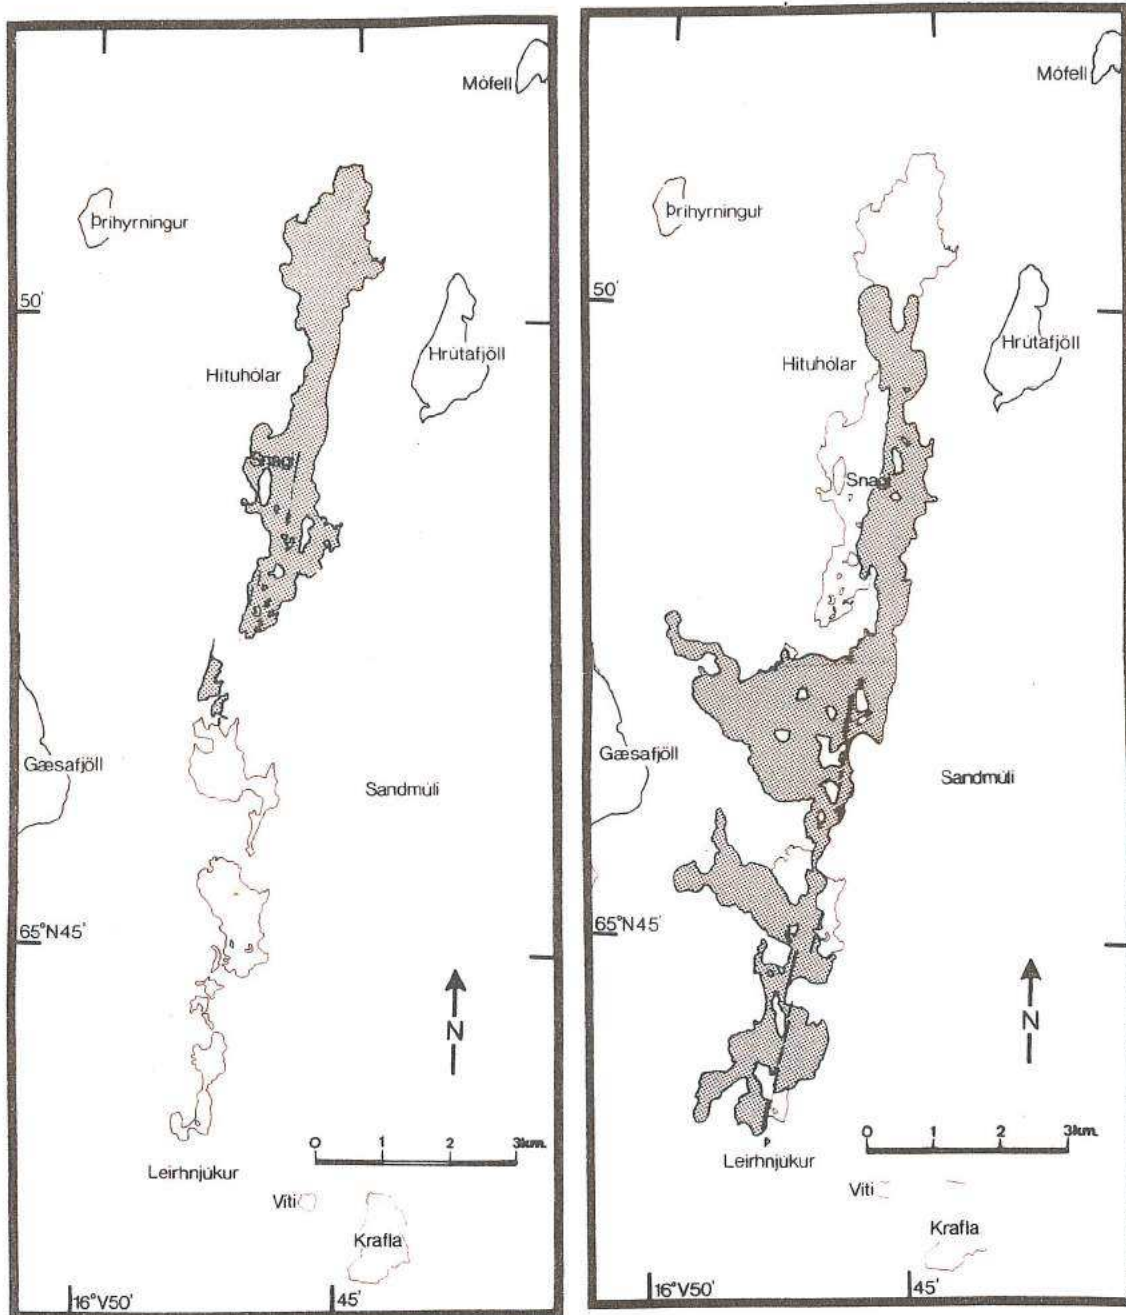 Mófell
Þríhyrningur
50'
Hrútafjöll
Hituhólar
Snagi
Gæsafjöll
Sandmúli
65°N45'
N
0 1 2 3km.
Leirhnjúkur
Víti
Krafla
16°V50'
45'
Mófell
Þríhyrningur
50'
Hrútafjöll
Hituhólar
Snagi
Gæsafjöll
Sandmúli
65°N45'
N
0 1 2 3km.
Leirhnjúkur
Víti
Krafla
16°V50'
45'